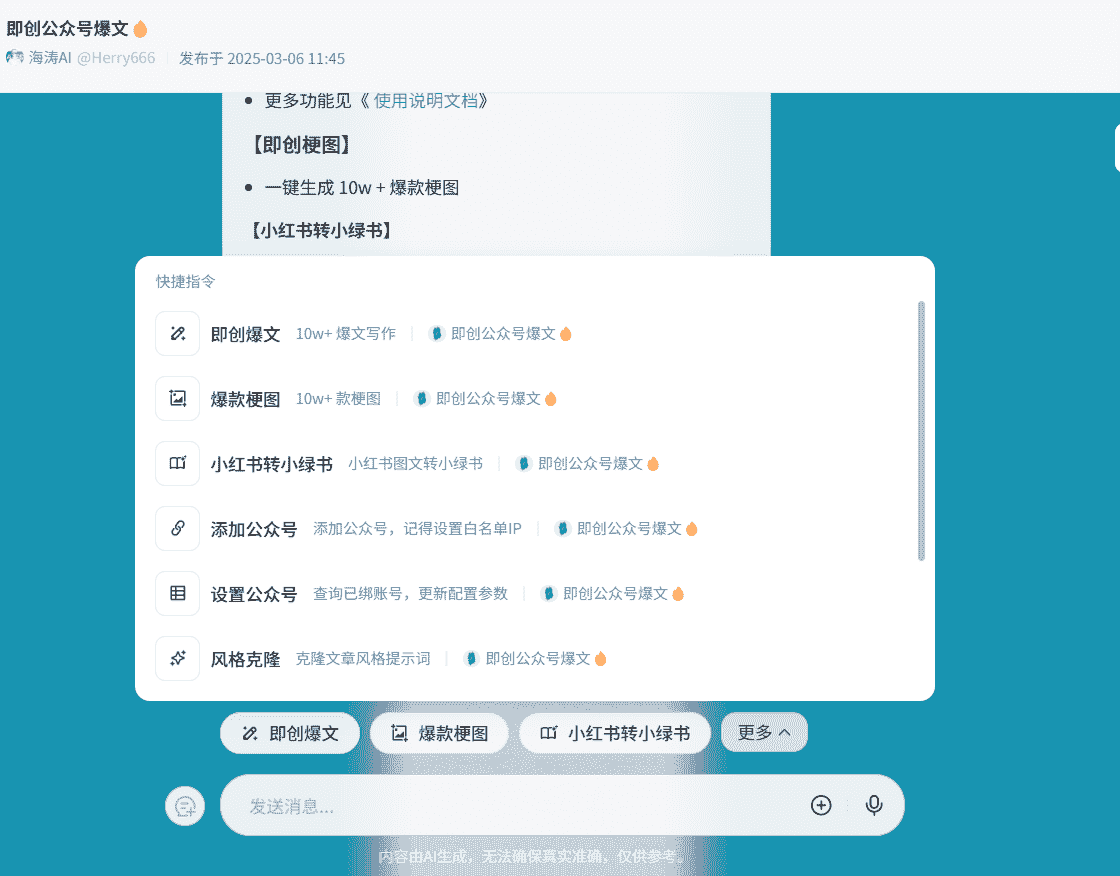 即创公众号爆文
海涛AI @Herry666 发布于 2025-03-06 11:45
更多功能见《 使用说明文档》
【即创梗图】
一键生成 10w + 爆款梗图
【小红书转小绿书】
快捷指令
即创爆文 10w+ 爆文写作 即创公众号爆文
爆款梗图 10w+ 款梗图 即创公众号爆文
小红书转小绿书 小红书图文转小绿书 即创公众号爆文
添加公众号 添加公众号，记得设置白名单IP 即创公众号爆文
设置公众号 查询已绑账号，更新配置参数 即创公众号爆文
风格克隆 克隆文章风格提示词 即创公众号爆文
即创爆文 爆款梗图 小红书转小绿书 更多
发送消息...
内容由AI生成，无法确保真实准确，仅供参考。